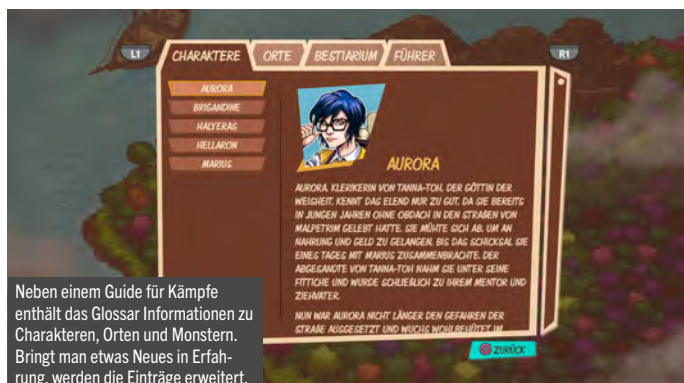 L1
CHARAKTERE
ORTE
BESTIARIUM
FÜHRER
R1
AURORA
BRIGANDINE
HALYERAS
HELLARON
MARIUS
AURORA
AURORA, KLERIKERIN VON TANNA-TOH, DER GÖTTIN DER
WEISHEIT, KENNT DAS ELEND NUR ZU GUT, DA SIE BEREITS
IN JUNGEN JAHREN OHNE OBDACH IN DEN STRAẞEN VON
MALPETRIM GELEBT HATTE. SIE MÜHTE SICH AB, UM AN
NAHRUNG UND GELD ZU GELANGEN, BIS DAS SCHICKSAL SIE
EINES TAGES MIT MARIUS ZUSAMMENBRACHTE. DER
ABGESANDTE VON TANNA-TOH NAHM SIE UNTER SEINE
FITTICHE UND WURDE SCHLIEẞLICH ZU IHREM MENTOR UND
ZIEHVATER.
NUN WAR AURORA NICHT LÄNGER DEN GEFAHREN DER
STRAẞE AUSGESETZT UND WUCHS WOHLBEHÜTET IM
ZURÜCK
Neben einem Guide für Kämpfe
enthält das Glossar Informationen zu
Charakteren, Orten und Monstern.
Bringt man etwas Neues in Erfah-
rung, werden die Einträge erweitert.